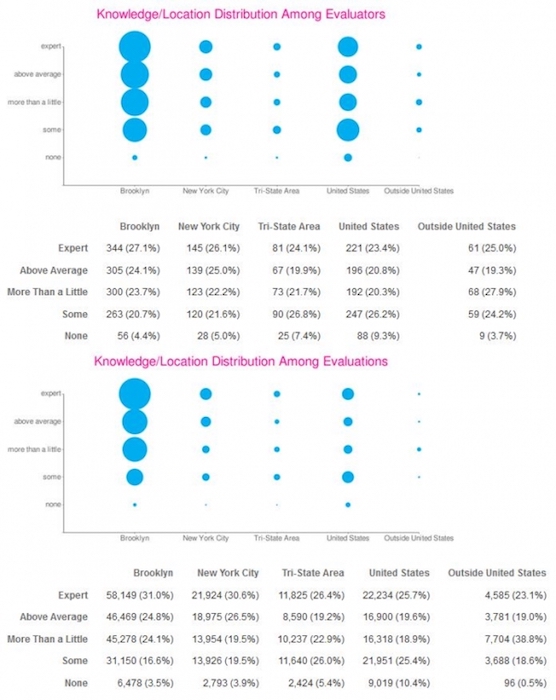 Knowledge/Location Distribution Among Evaluators
expert
above average
more than a little
some
none
Brooklyn New York City Tri-State Area United States Outside United States
Brooklyn New York City Tri-State Area United States Outside United States
Expert 344 (27.1%) 145 (26.1%) 81 (24.1%) 221 (23.4%) 61 (25.0%)
Above Average 305 (24.1%) 139 (25.0%) 67 (19.9%) 196 (20.8%) 47 (19.3%)
More Than a Little 300 (23.7%) 123 (22.2%) 73 (21.7%) 192 (20.3%) 68 (27.9%)
Some 263 (20.7%) 120 (21.6%) 90 (26.8%) 247 (26.2%) 59 (24.2%)
None 56 (4.4%) 28 (5.0%) 25 (7.4%) 88 (9.3%) 9 (3.7%)
Knowledge/Location Distribution Among Evaluations
expert
above average
more than a little
some
none
Brooklyn New York City Tri-State Area United States Outside United States
Brooklyn New York City Tri-State Area United States Outside United States
Expert 58,149 (31.0%) 21,924 (30.6%) 11,825 (26.4%) 22,234 (25.7%) 4,585 (23.1%)
Above Average 46,469 (24.8%) 18,975 (26.5%) 8,590 (19.2%) 16,900 (19.6%) 3,781 (19.0%)
More Than a Little 45,278 (24.1%) 13,954 (19.5%) 10,237 (22.9%) 16,318 (18.9%) 7,704 (38.8%)
Some 31,150 (16.6%) 13,926 (19.5%) 11,640 (26.0%) 21,951 (25.4%) 3,688 (18.6%)
None 6,478 (3.5%) 2,793 (3.9%) 2,424 (5.4%) 9,019 (10.4%) 96 (0.5%)